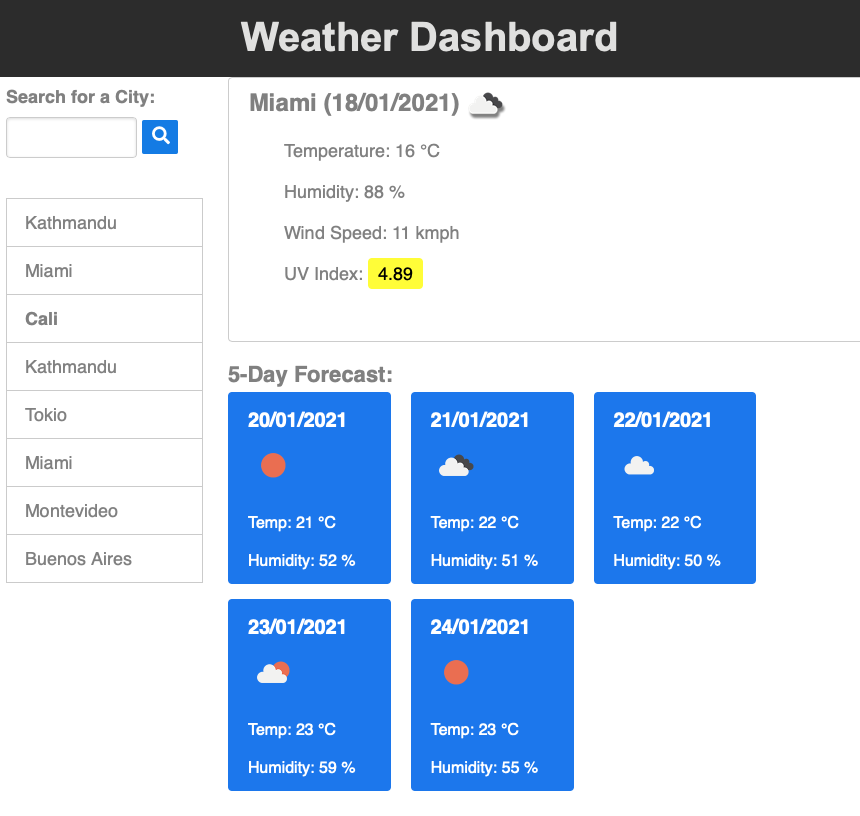 Weather Dashboard
Search for a City:
Kathmandu
Miami
Cali
Kathmandu
Tokio
Miami
Montevideo
Buenos Aires
Miami (18/01/2021)
Temperature: 16 °C
Humidity: 88 %
Wind Speed: 11 kmph
UV Index: 4.89
5-Day Forecast:
20/01/2021
Temp: 21 °C
Humidity: 52 %
21/01/2021
Temp: 22 °C
Humidity: 51 %
22/01/2021
Temp: 22 °C
Humidity: 50 %
23/01/2021
Temp: 23 °C
Humidity: 59 %
24/01/2021
Temp: 23 °C
Humidity: 55 %